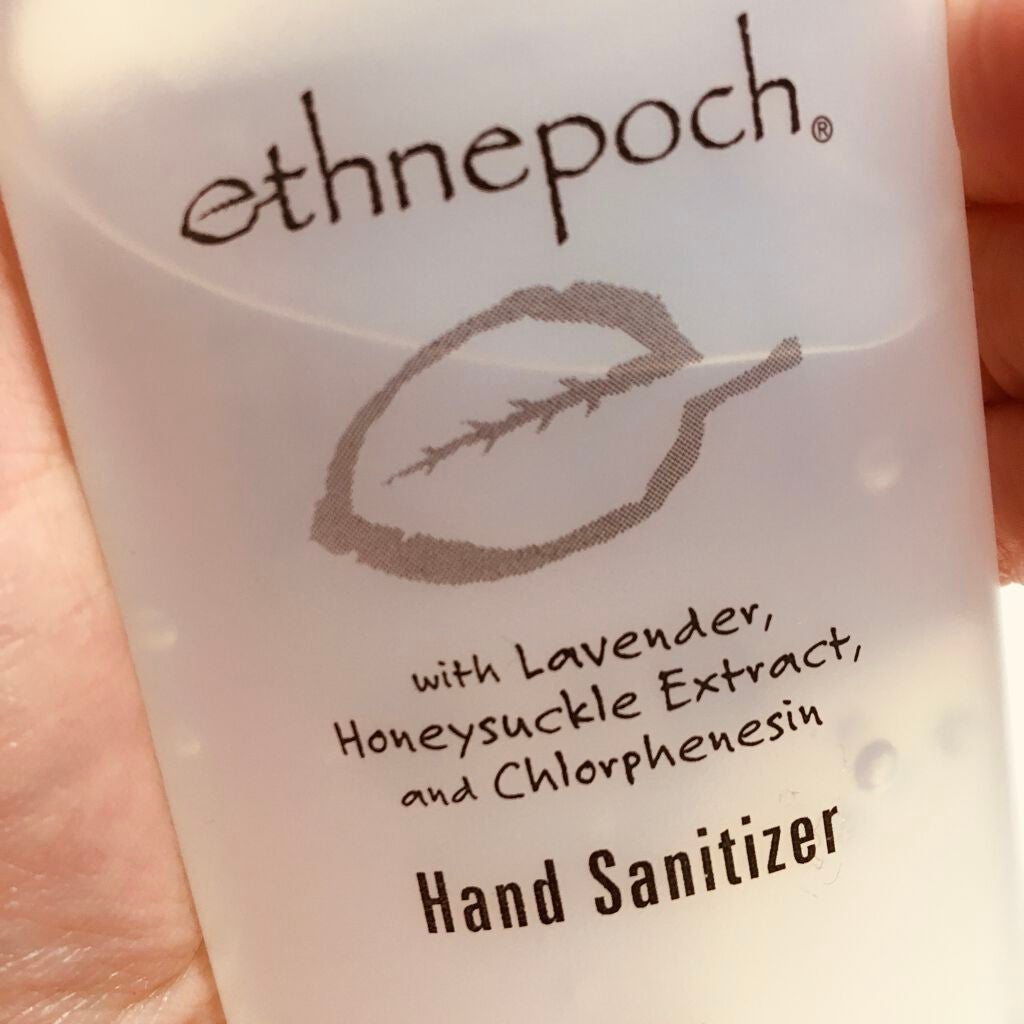 ethnepoch®
with Lavender,
Honeysuckle Extract,
and Chlorphenesin
Hand Sanitizer